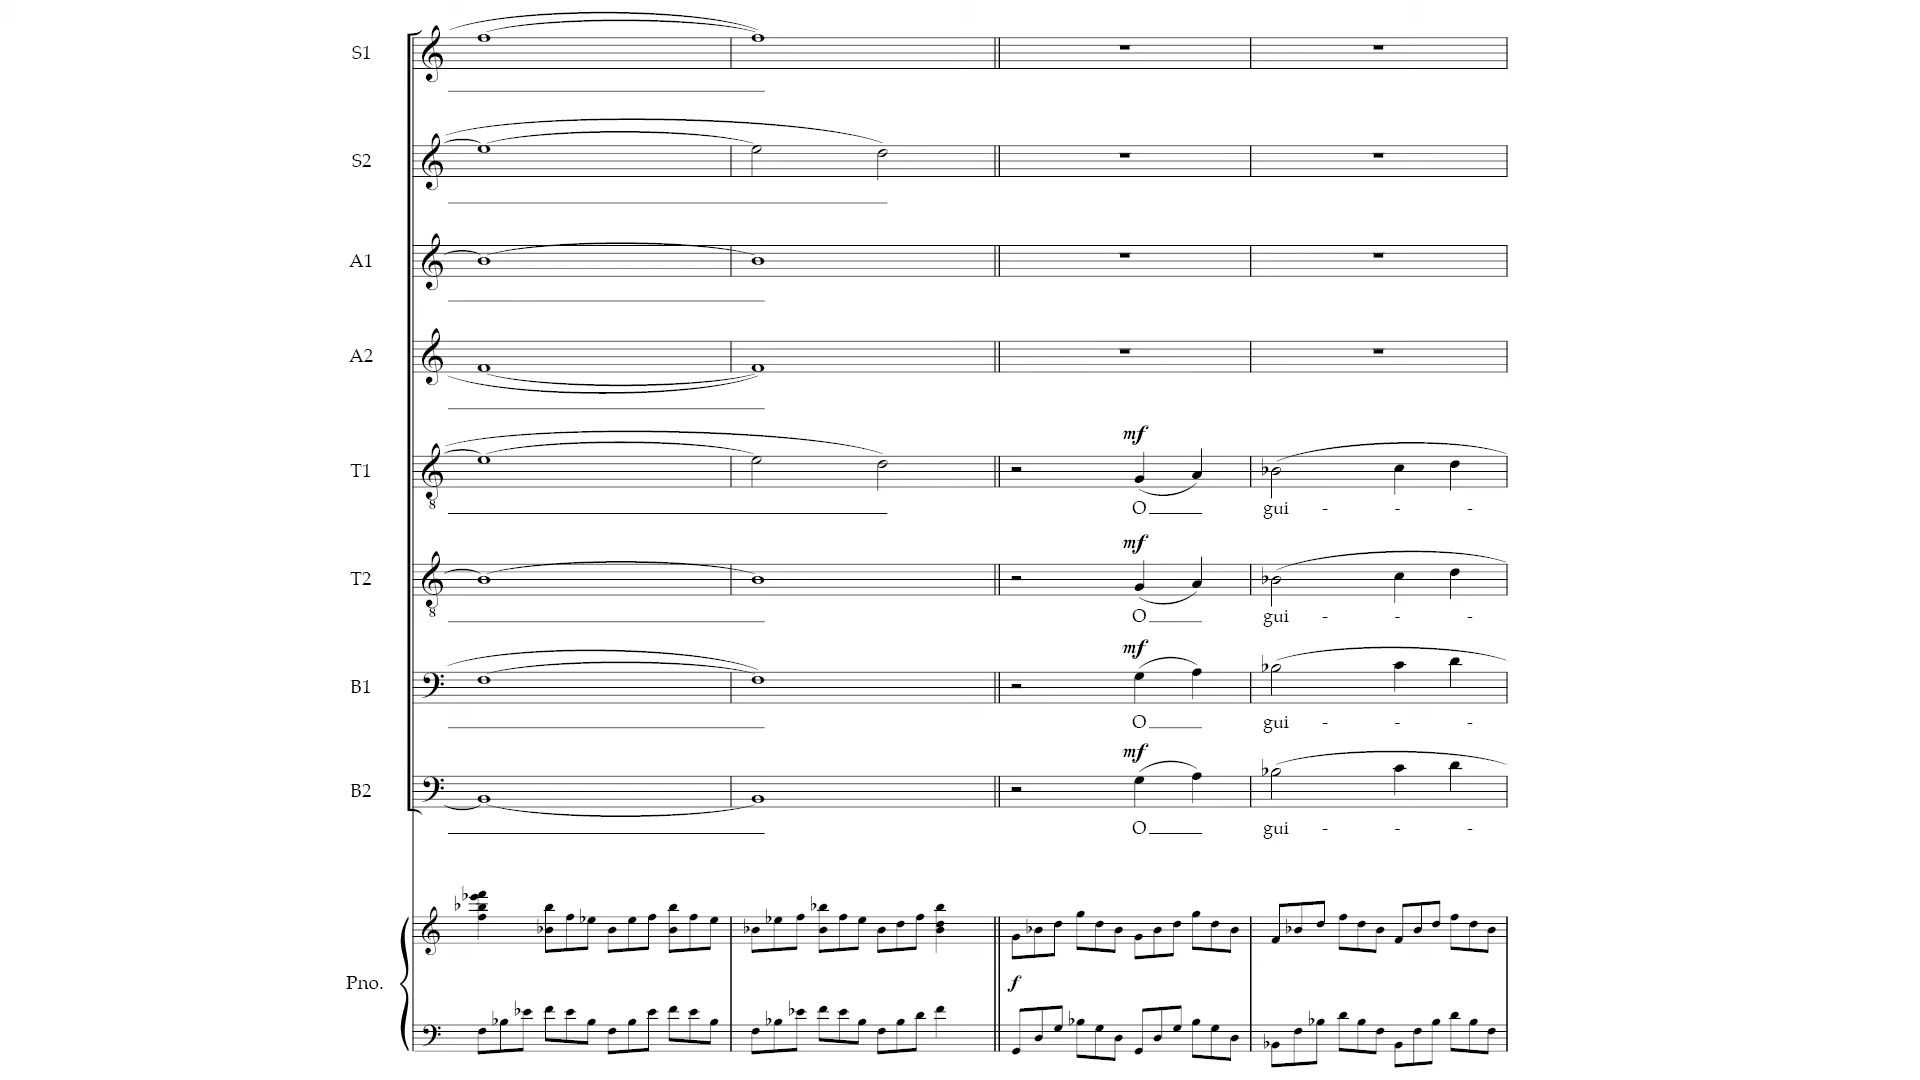 S1
S2
A1
A2
mf
T1
O gui - - -
mf
T2
O gui - - -
mf
B1
O gui - - -
mf
B2
O gui - - -
Pno.
f